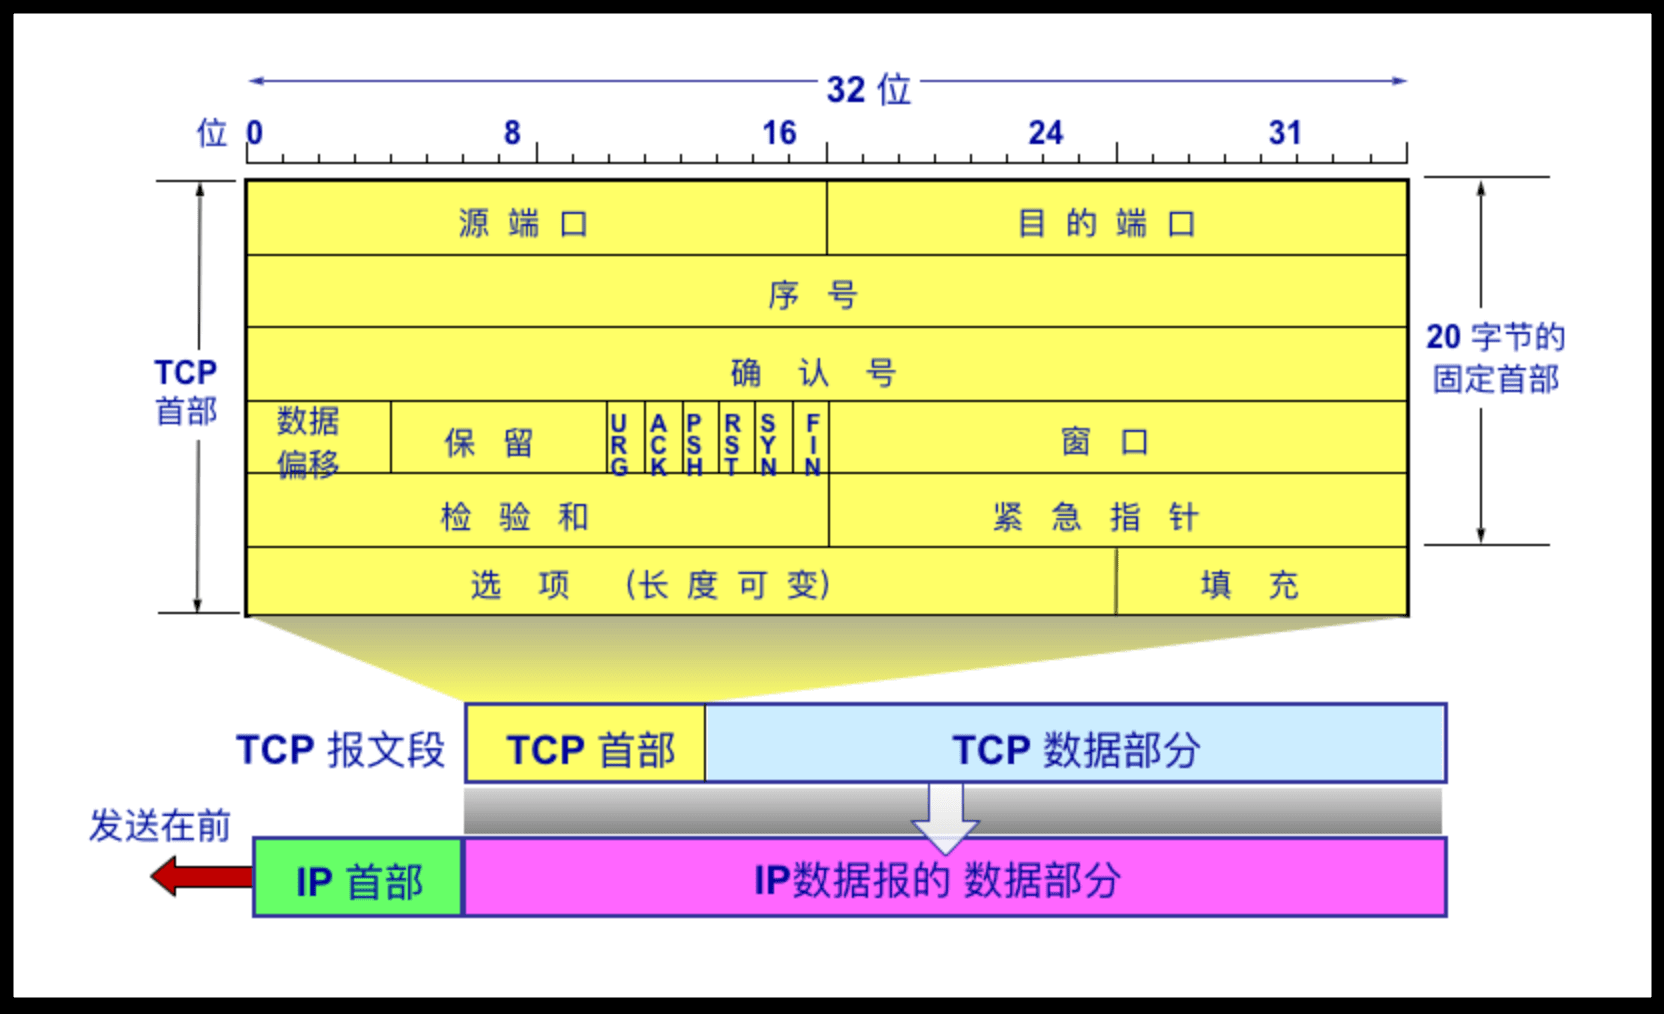 32 位
位 0 8 16 24 31
源 端 口 目 的 端 口
序 号
确 认 号
TCP
首部
20 字节的
固定首部
数据
偏移
保 留
URG
ACK
PSH
RST
SYN
FIN
窗 口
检 验 和 紧 急 指 针
选 项 (长 度 可 变) 填 充
TCP 报文段 TCP 首部 TCP 数据部分
发送在前
IP 首部 IP数据报的 数据部分